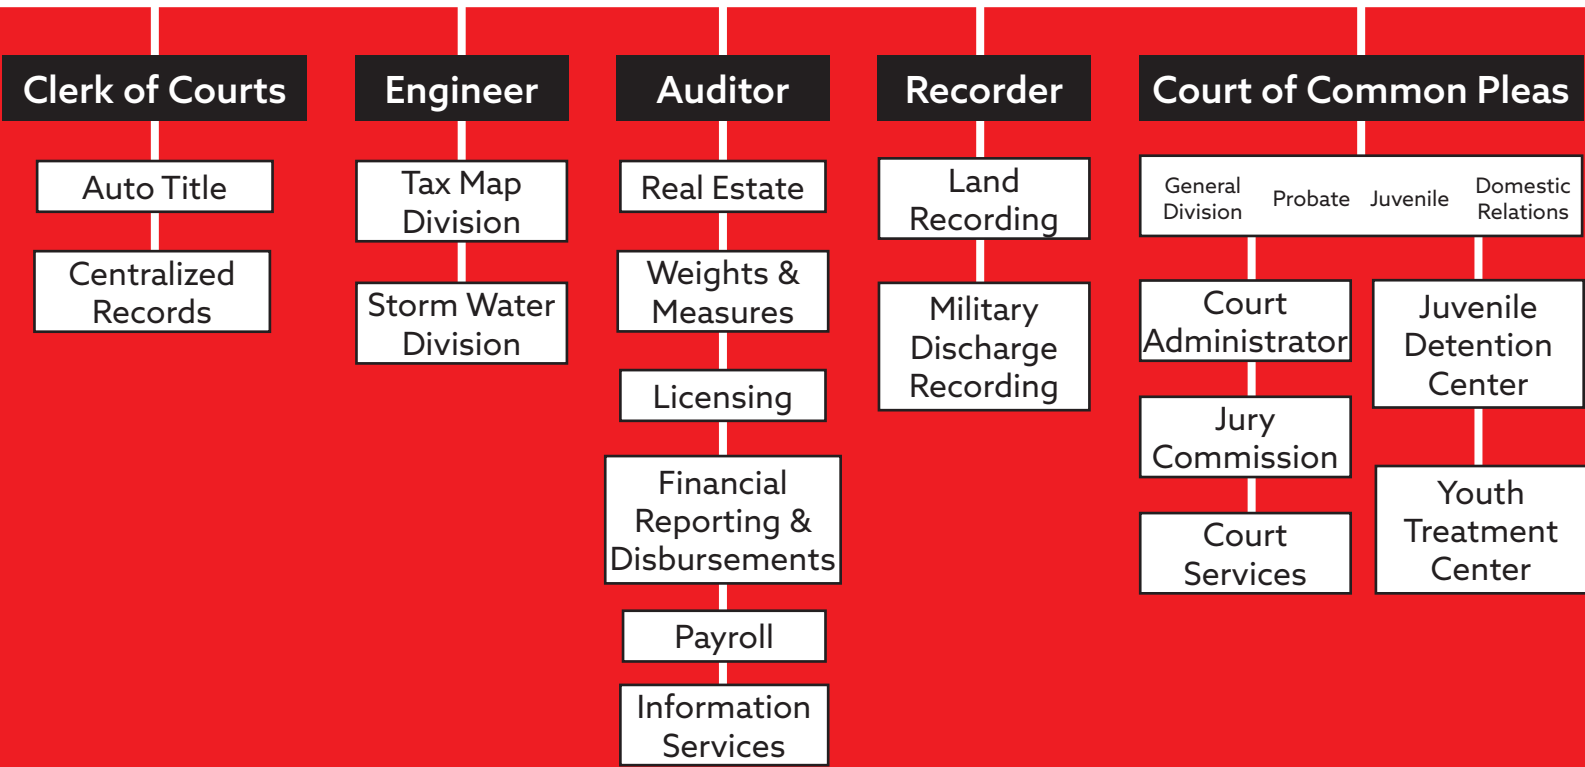 Clerk of Courts
Auto Title
Centralized
Records
Engineer
Tax Map
Division
Storm Water
Division
Auditor
Real Estate
Weights &
Measures
Licensing
Financial
Reporting &
Disbursements
Payroll
Information
Services
Recorder
Land
Recording
Military
Discharge
Recording
Court of Common Pleas
General
Division
Probate
Juvenile
Domestic
Relations
Court
Administrator
Jury
Commission
Court
Services
Juvenile
Detention
Center
Youth
Treatment
Center